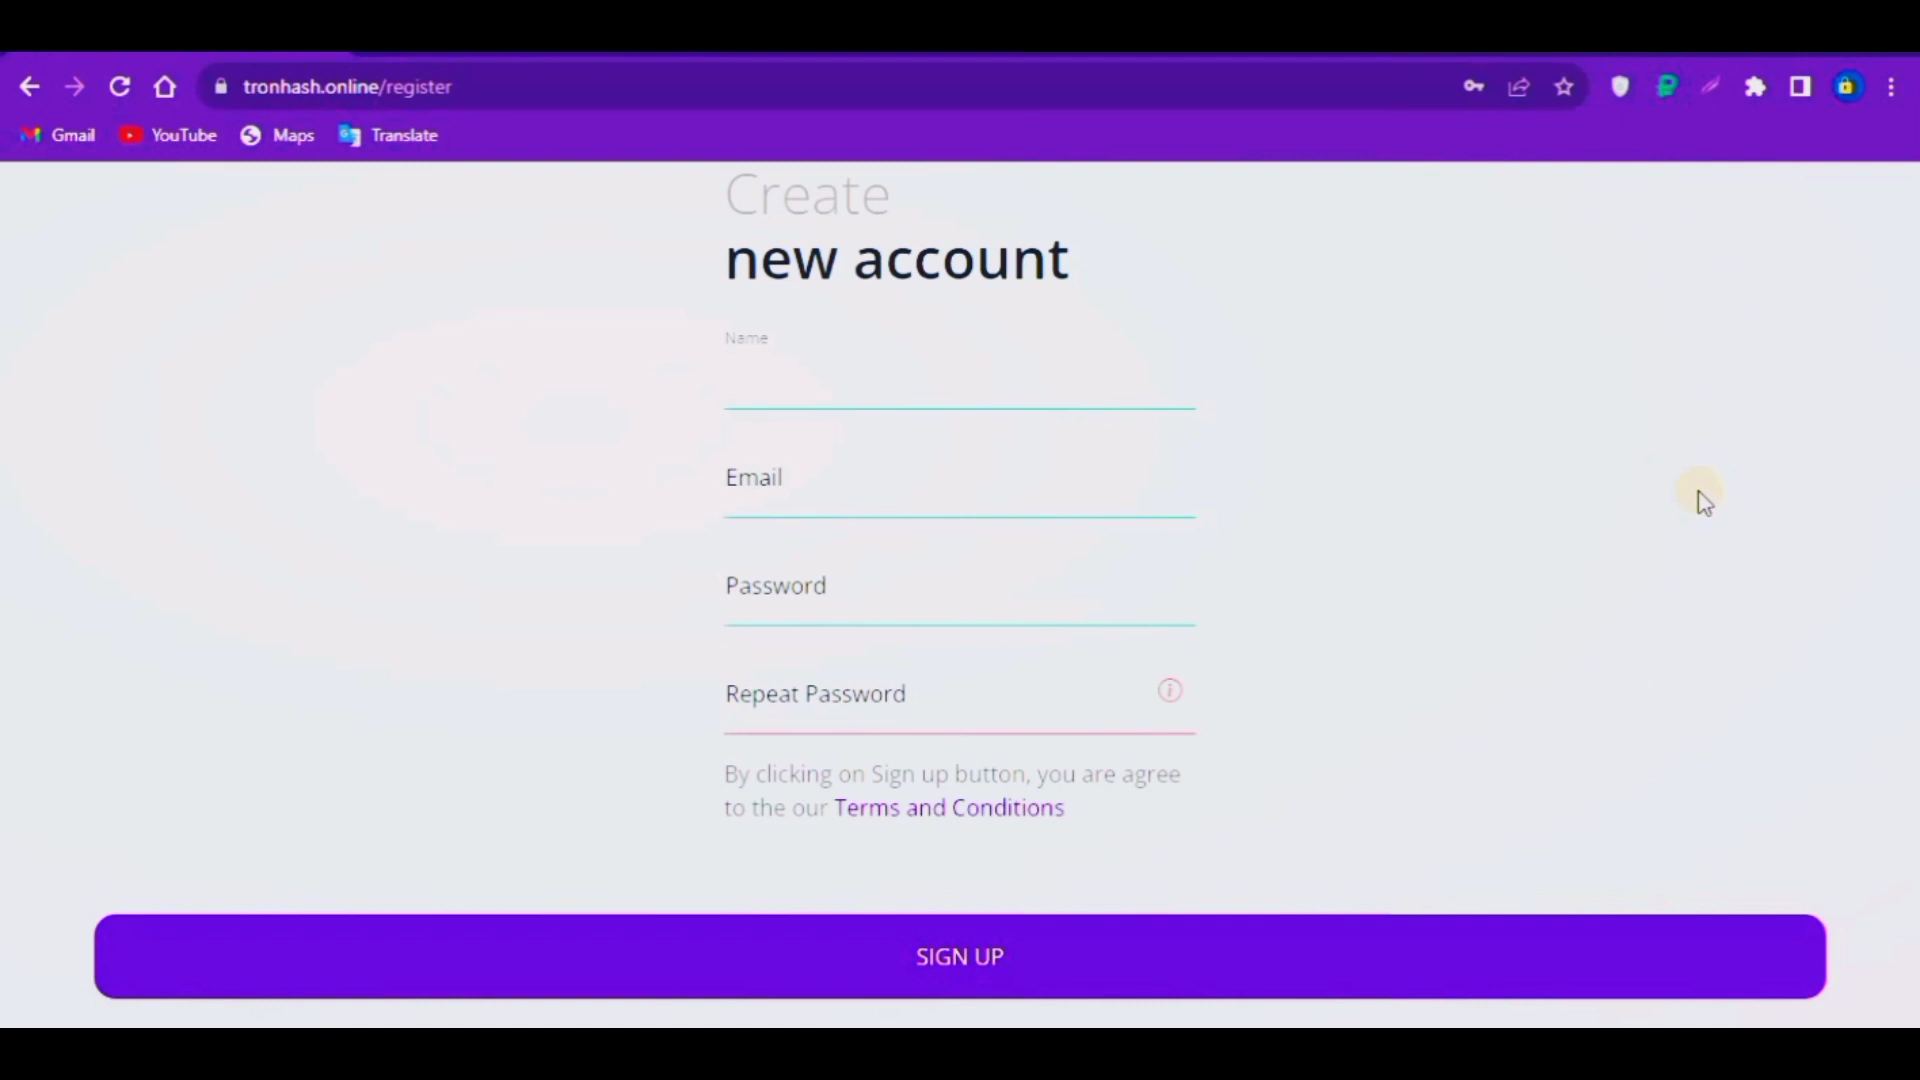 tronhash.online/register
Gmail YouTube Maps Translate
Create
new account
Name
Email
Password
Repeat Password
By clicking on Sign up button, you are agree
to the our Terms and Conditions
SIGN UP